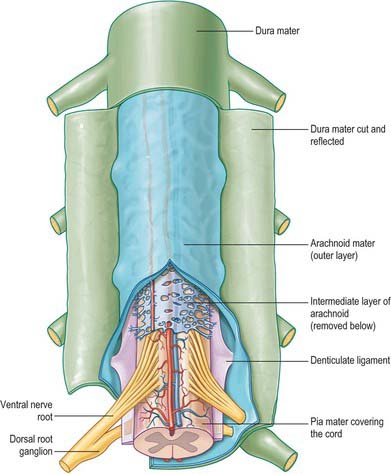 Dura mater
Dura mater cut and
reflected
Arachnoid mater
(outer layer)
Intermediate layer of
arachnoid
(removed below)
Denticulate ligament
Ventral nerve
root
Pia mater covering
the cord
Dorsal root
ganglion